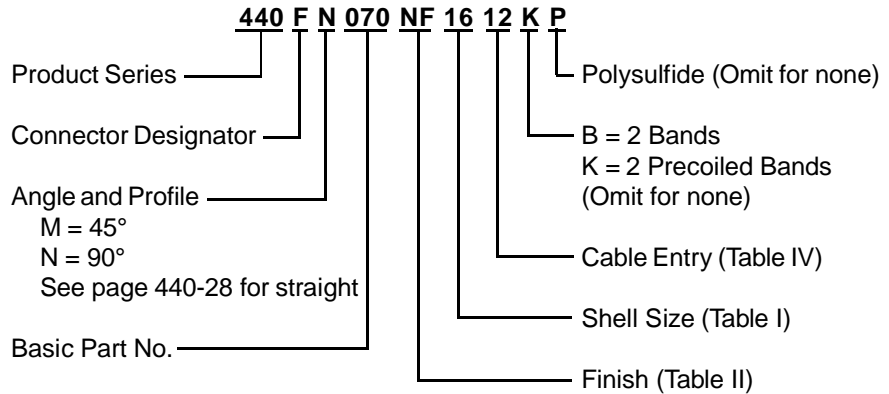 440 F N 070 NF 16 12 K P
Product Series
Connector Designator
Angle and Profile
M = 45°
N = 90°
See page 440-28 for straight
Basic Part No.
Polysulfide (Omit for none)
B = 2 Bands
K = 2 Precoiled Bands
(Omit for none)
Cable Entry (Table IV)
Shell Size (Table I)
Finish (Table II)